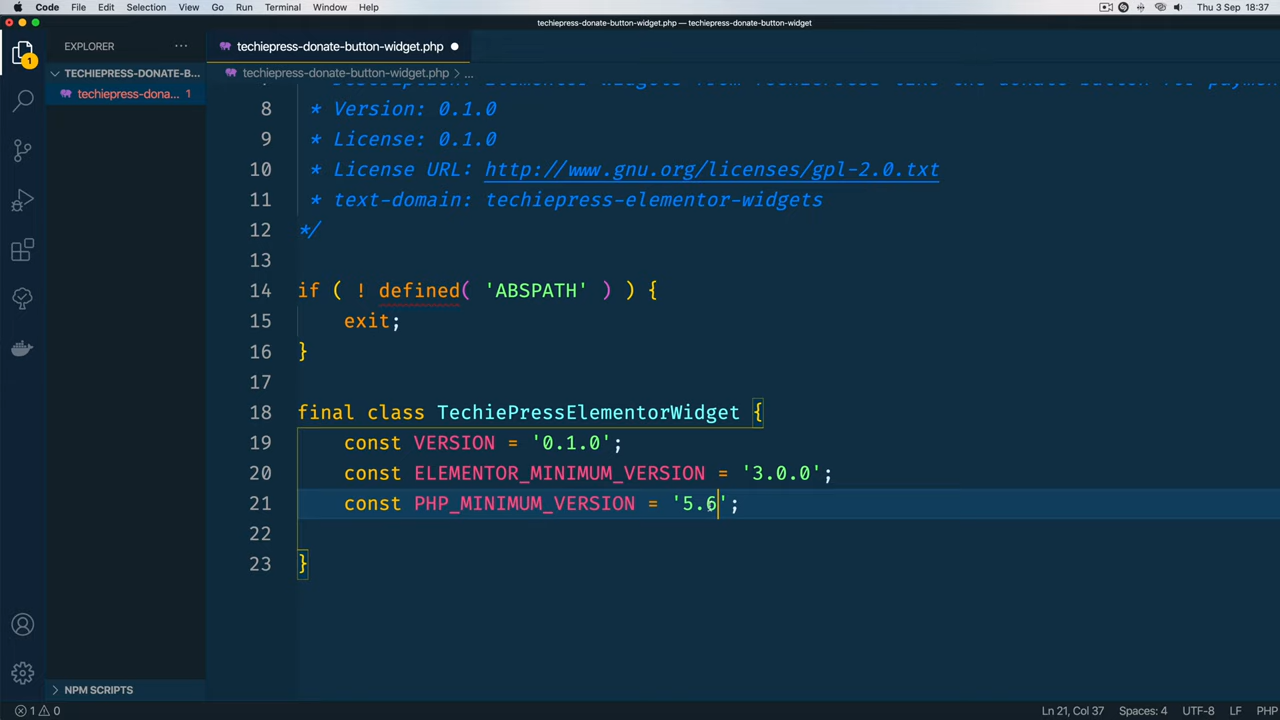 Code File Edit Selection View Go Run Terminal Window Help Thu 3 Sep 18:37
techiepress-donate-button-widget.php — techiepress-donate-button-widget
EXPLORER ...
techiepress-donate-button-widget.php
TECHIEPRESS-DONATE-B...
techiepress-donate-button-widget.php > ...
techiepress-dona... 1
1
8 * Version: 0.1.0
9 * License: 0.1.0
10 * License URL: http://www.gnu.org/licenses/gpl-2.0.txt
11 * text-domain: techiepress-elementor-widgets
12 */
13
14 if ( ! defined( 'ABSPATH' ) ) {
15 exit;
16 }
17
18 final class TechiePressElementorWidget {
19 const VERSION = '0.1.0';
20 const ELEMENTOR_MINIMUM_VERSION = '3.0.0';
21 const PHP_MINIMUM_VERSION = '5.6';
22
23 }
NPM SCRIPTS
1 0 Ln 21, Col 37 Spaces: 4 UTF-8 LF PHP